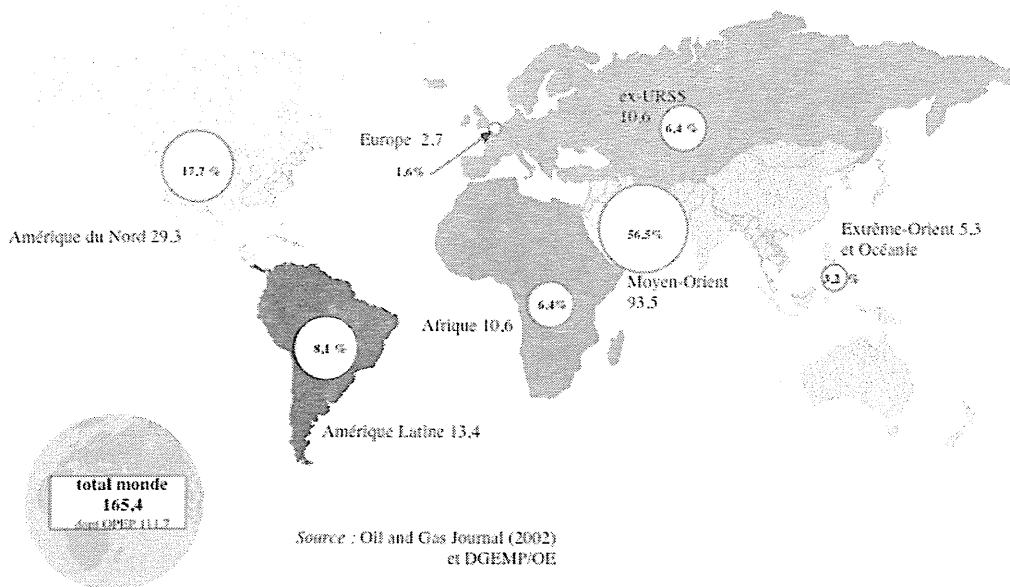 ex-URSS
10,6
6,4 %
Europe 2.7
1,6%
17,7 %
Amérique du Nord 29.3
56,5%
Moyen-Orient
93.5
Extrême-Orient 5.3
et Océanie
3,2 %
Afrique 10,6
6,4%
8,1 %
Amérique Latine 13,4
total monde
165,4
dont OPEP 111,7
Source : Oil and Gas Journal (2002)
et DGEMP/OE